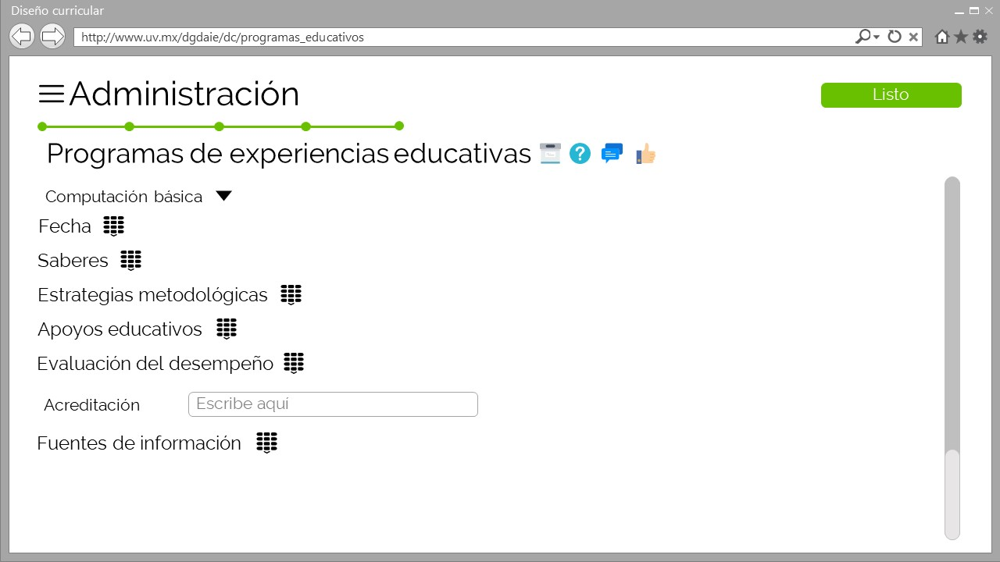 Diseño curricular
http://www.uv.mx/dgdaie/dc/programas_educativos
Administración
Listo
Programas de experiencias educativas
Computación básica
Fecha
Saberes
Estrategias metodológicas
Apoyos educativos
Evaluación del desempeño
Acreditación
Escribe aquí
Fuentes de información